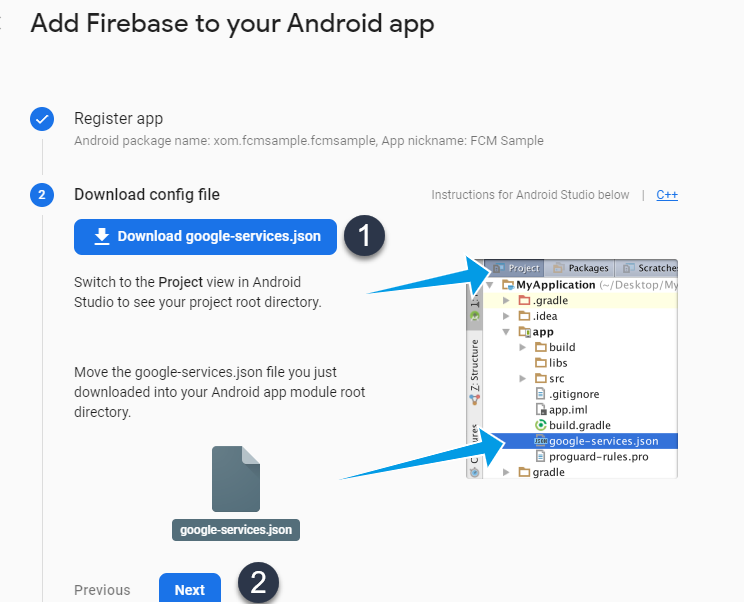 Add Firebase to your Android app
Register app
Android package name: xom.fcmsample.fcmsample, App nickname: FCM Sample
2
Download config file
Instructions for Android Studio below | C++
Download google-services.json
1
Switch to the Project view in Android
Studio to see your project root directory.
Move the google-services.json file you just
downloaded into your Android app module root
directory.
google-services.json
Previous
Next
2
Project
Packages
Scratches
MyApplication (~/Desktop/My
.gradle
.idea
app
build
libs
src
.gitignore
app.iml
build.gradle
google-services.json
proguard-rules.pro
gradle
Z: Structure